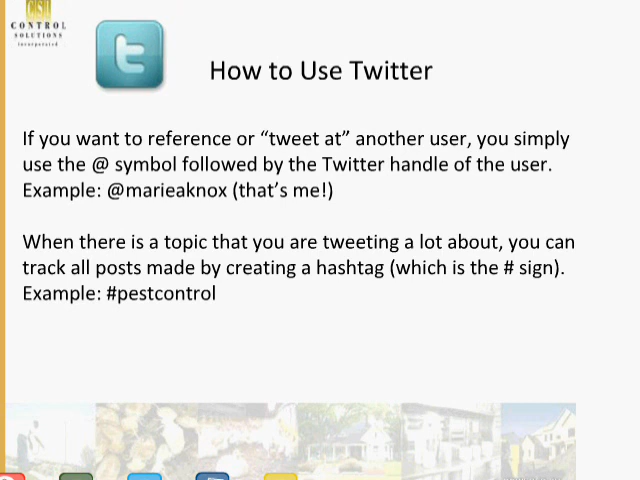 CSI
CONTROL
SOLUTIONS
Incorporated
How to Use Twitter
If you want to reference or “tweet at” another user, you simply
use the @ symbol followed by the Twitter handle of the user.
Example: @marieaknox (that’s me!)
When there is a topic that you are tweeting a lot about, you can
track all posts made by creating a hashtag (which is the # sign).
Example: #pestcontrol